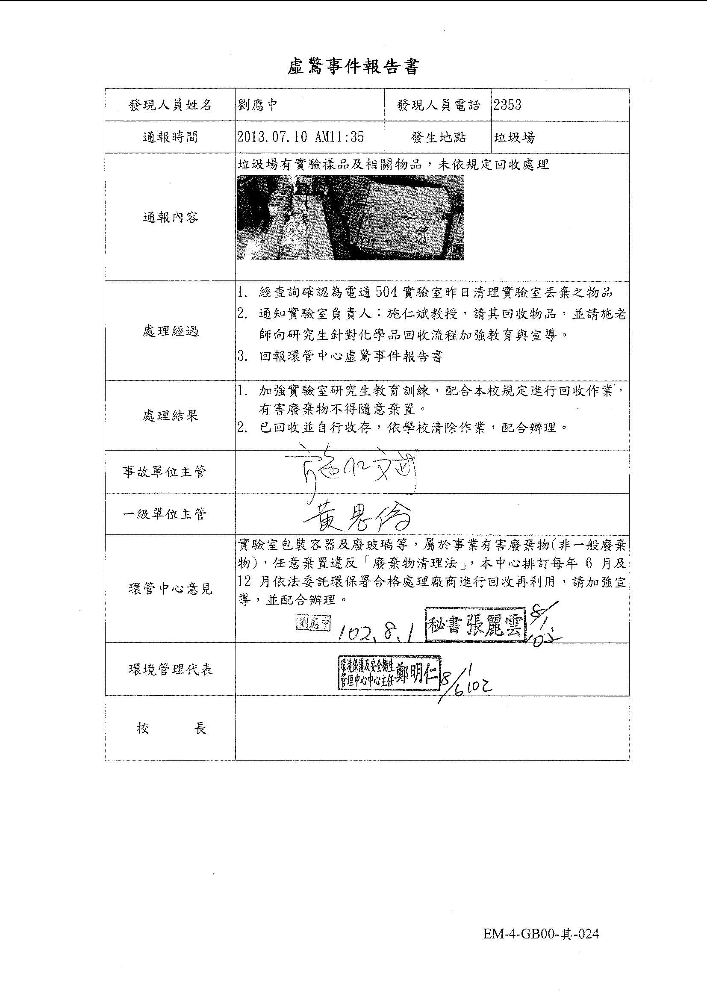 虛驚事件報告書
發現人員姓名 劉應中 發現人員電話 2353
通報時間 2013.07.10 AM11:35 發生地點 垃圾場
垃圾場有實驗樣品及相關物品，未依規定回收處理
通報內容
1. 經查詢確認為電通504實驗室昨日清理實驗室丟棄之物品
2. 通知實驗室負責人：施仁斌教授，請其回收物品，並請施老
處理經過
師向研究生針對化學品回收流程加強教育與宣導。
3. 回報環管中心虛驚事件報告書
1. 加強實驗室研究生教育訓練，配合本校規定進行回收作業，
有害廢棄物不得隨意棄置。
處理結果
2. 已回收並自行收存，依學校清除作業，配合辦理。
事故單位主管 施仁斌
一級單位主管 黃思倫
實驗室包裝容器及廢玻璃等，屬於事業有害廢棄物(非一般廢棄
物)，任意棄置違反「廢棄物清理法」，本中心排訂每年 6 月及
12 月依法委託環保署合格處理廠商進行回收再利用，請加強宣
環管中心意見
導，並配合辦理。
劉應中 102.8.1 秘書張麗雲 8/1
環境保護及安全衛生
管理中心中心主任 鄭明仁 8/1
環境管理代表
6 102
校 長
EM-4-GB00-其-024